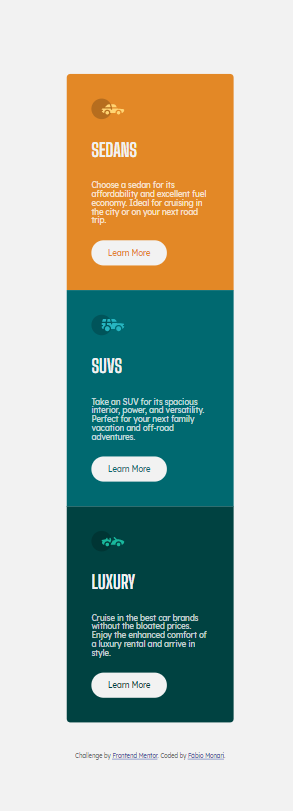 SEDANS
Choose a sedan for its
affordability and excellent fuel
economy. Ideal for cruising in
the city or on your next road
trip.
Learn More
SUVS
Take an SUV for its spacious
interior, power, and versatility.
Perfect for your next family
vacation and off-road
adventures.
Learn More
LUXURY
Cruise in the best car brands
without the bloated prices.
Enjoy the enhanced comfort of
a luxury rental and arrive in
style.
Learn More
Challenge by Frontend Mentor. Coded by Fábio Monari.